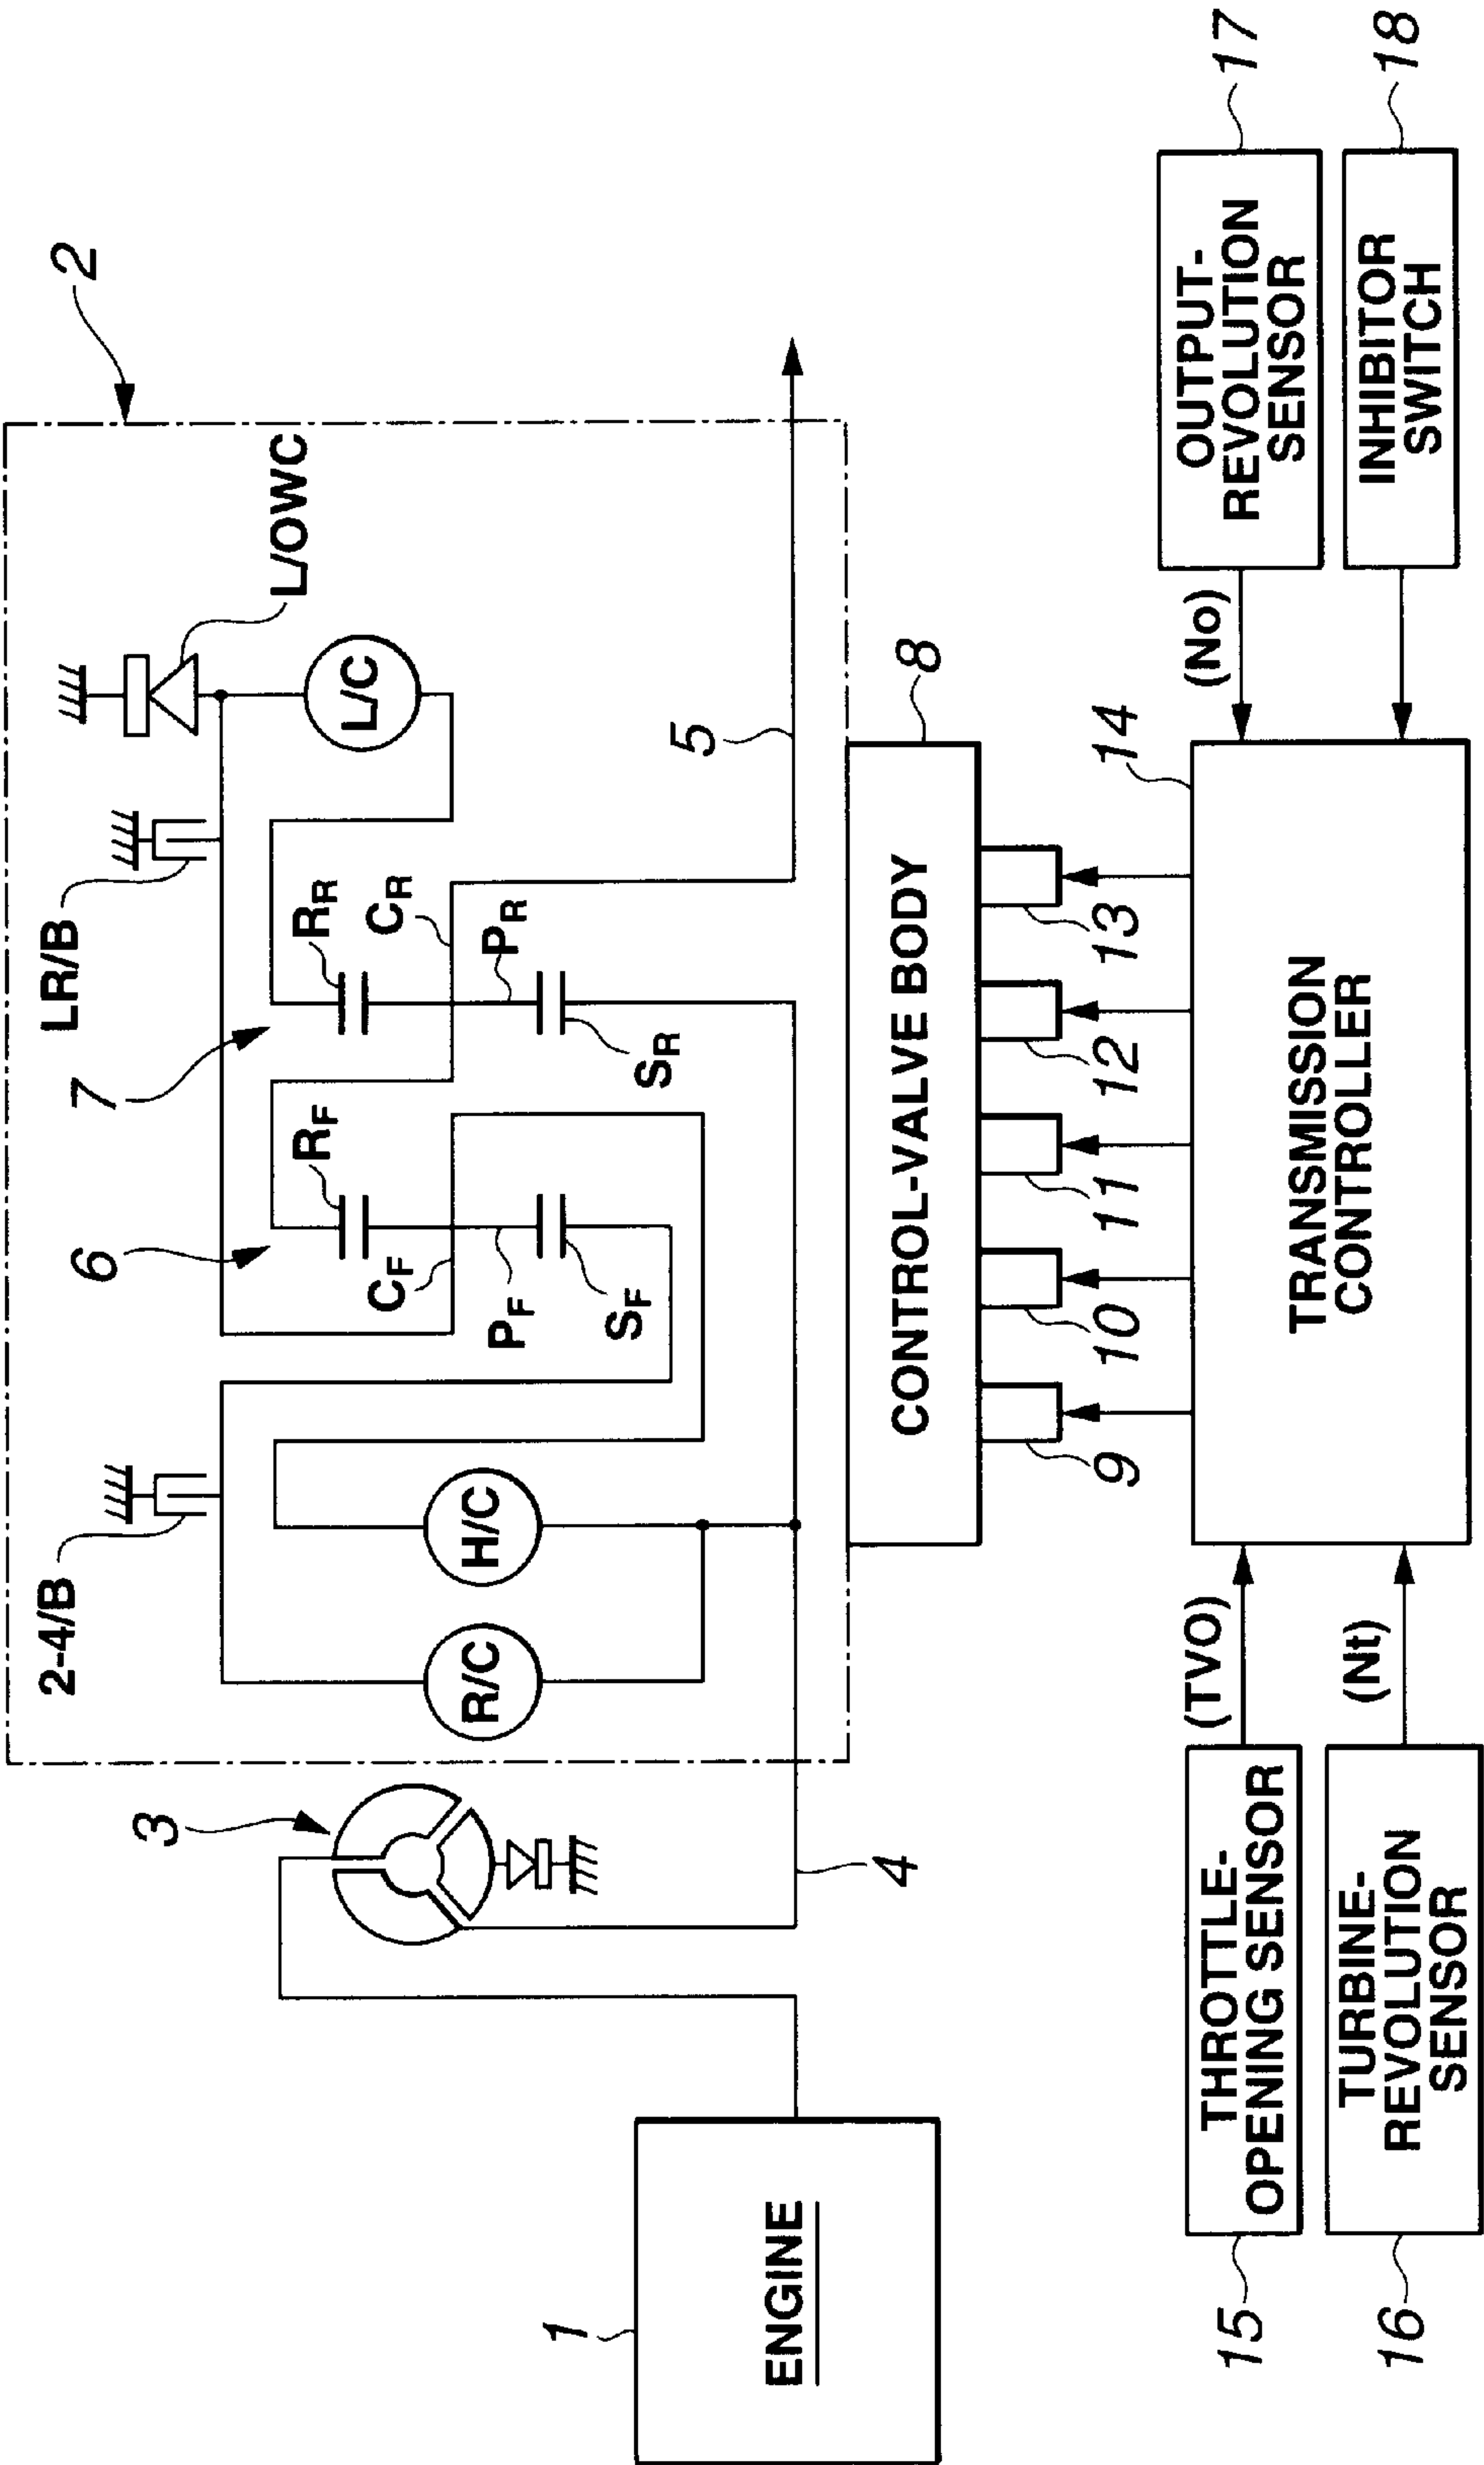 2
L/OWC
LR/B
2-4/B
L/C
7
R_R
C_R
P_R
S_R
6
R_F
C_F
P_F
S_F
H/C
R/C
5
3
4
1
ENGINE
8
CONTROL-VALVE BODY
9
10
11
12
13
14
TRANSMISSION
CONTROLLER
(TVO)
(Nt)
(No)
15
THROTTLE-
OPENING SENSOR
16
TURBINE-
REVOLUTION
SENSOR
17
OUTPUT-
REVOLUTION
SENSOR
18
INHIBITOR
SWITCH